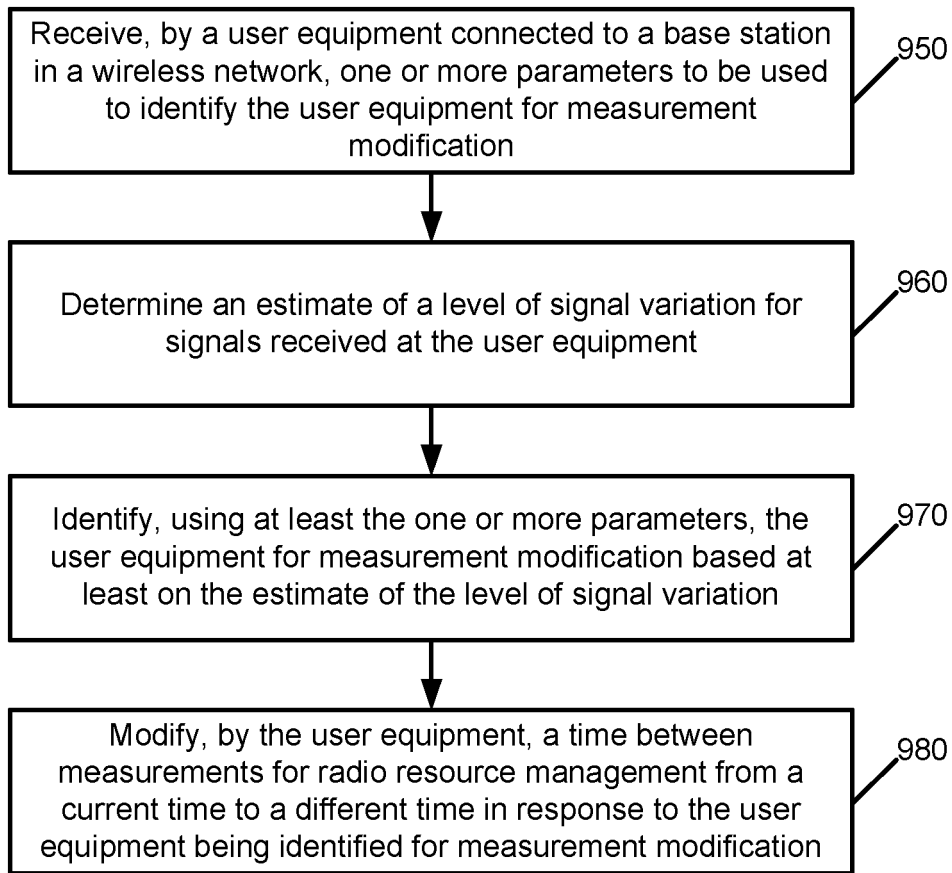 Receive, by a user equipment connected to a base station
in a wireless network, one or more parameters to be used
to identify the user equipment for measurement
modification
950
Determine an estimate of a level of signal variation for
signals received at the user equipment
960
Identify, using at least the one or more parameters, the
user equipment for measurement modification based at
least on the estimate of the level of signal variation
970
Modify, by the user equipment, a time between
measurements for radio resource management from a
current time to a different time in response to the user
equipment being identified for measurement modification
980